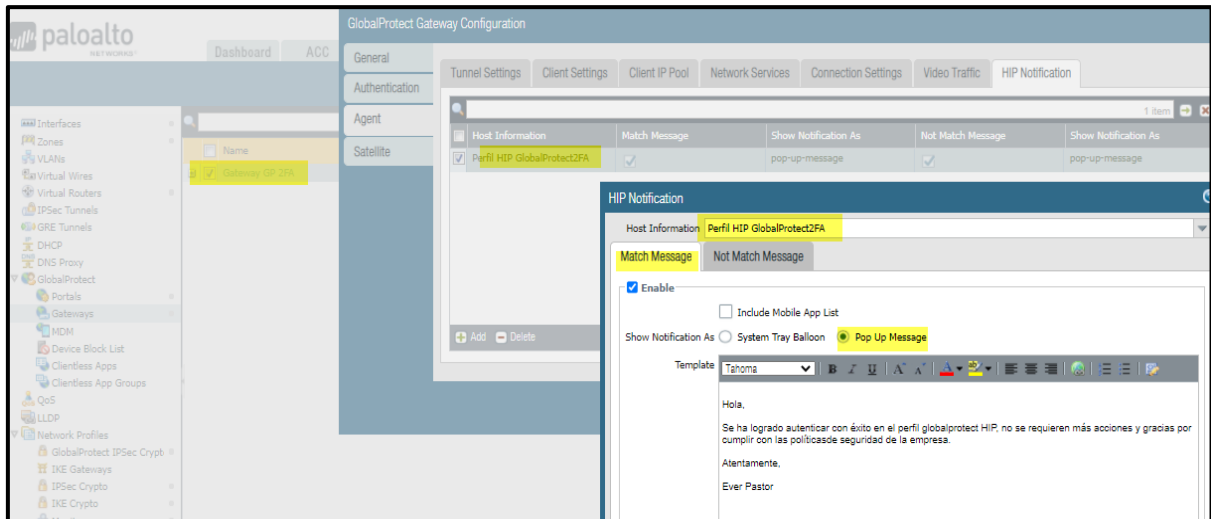 paloalto
NETWORKS
Dashboard ACC
GlobalProtect Gateway Configuration
General
Authentication
Agent
Satellite
Tunnel Settings Client Settings Client IP Pool Network Services Connection Settings Video Traffic HIP Notification
1 item
Host Information Match Message Show Notification As Not Match Message Show Notification As
Perfil HIP GlobalProtect2FA pop-up-message pop-up-message
Add Delete
Interfaces
Zones
VLANs
Virtual Wires
Virtual Routers
IPSec Tunnels
GRE Tunnels
DHCP
DNS Proxy
GlobalProtect
Portals
Gateways
MDM
Device Block List
Clientless Apps
Clientless App Groups
QoS
LLDP
Network Profiles
GlobalProtect IPSec Crypt
IKE Gateways
IPSec Crypto
IKE Crypto
Name
Gateway GP 2FA
HIP Notification
Host Information Perfil HIP GlobalProtect2FA
Match Message Not Match Message
Enable
Include Mobile App List
Show Notification As System Tray Balloon Pop Up Message
Template Tahoma
Hola,
Se ha logrado autenticar con éxito en el perfil globalprotect HIP, no se requieren más acciones y gracias por
cumplir con las políticasde seguridad de la empresa.
Atentamente,
Ever Pastor